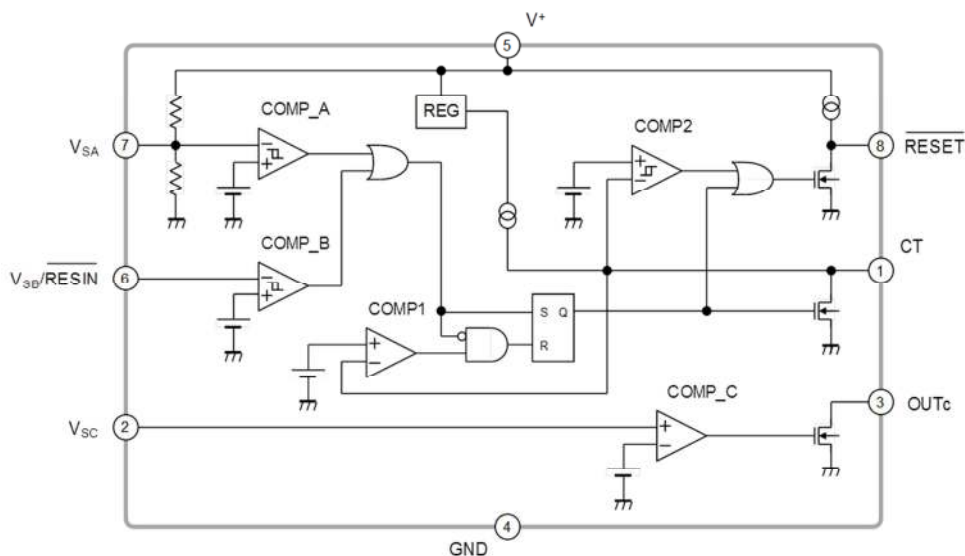 V⁺
5
REG
COMP_A
COMP2
7
VSA
−
+
+
−
8
RESET
COMP_B
CT
6
VSB/RESIN
−
+
1
COMP1
+
−
S Q
R
COMP_C
3
OUTc
2
VSC
+
−
4
GND